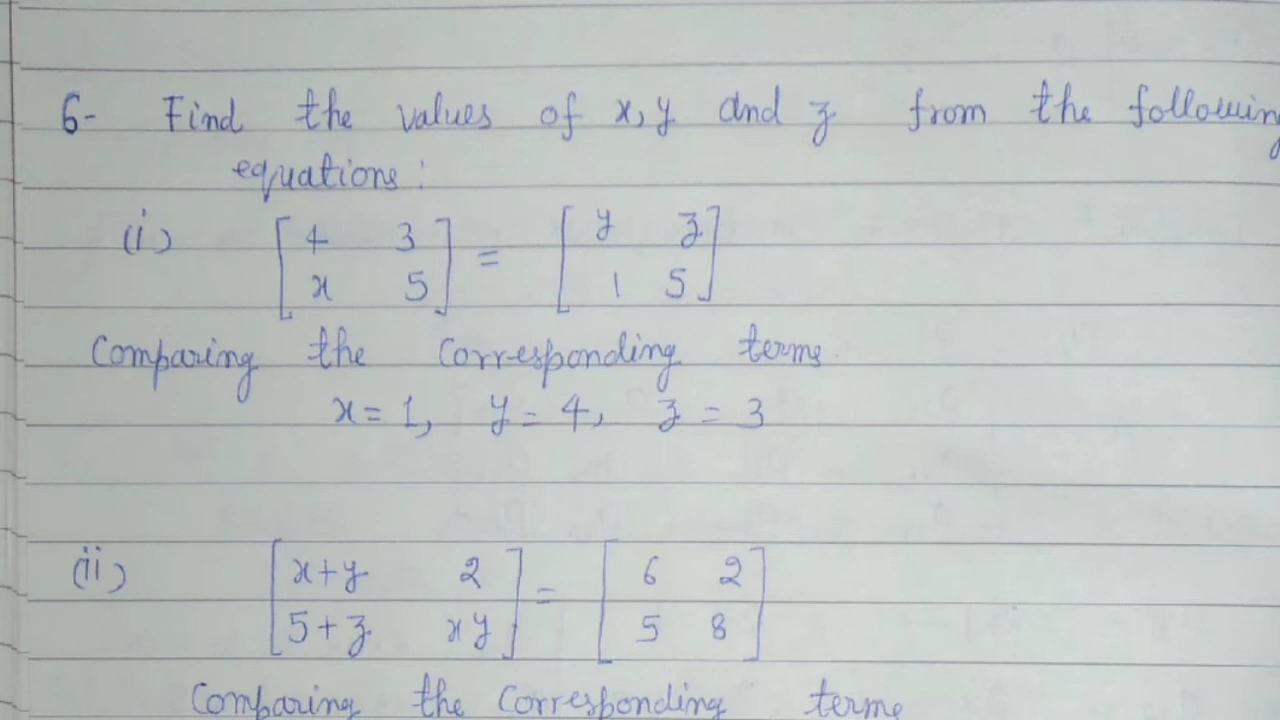 6- Find the values of x, y and z from the following
equations:
(i) [4 3] = [y z]
[x 5] [1 5]
Comparing the corresponding terms.
x = 1, y = 4, z = 3
(ii) [x+y 2] = [6 2]
[5+z xy] [5 8]
Comparing the corresponding terms